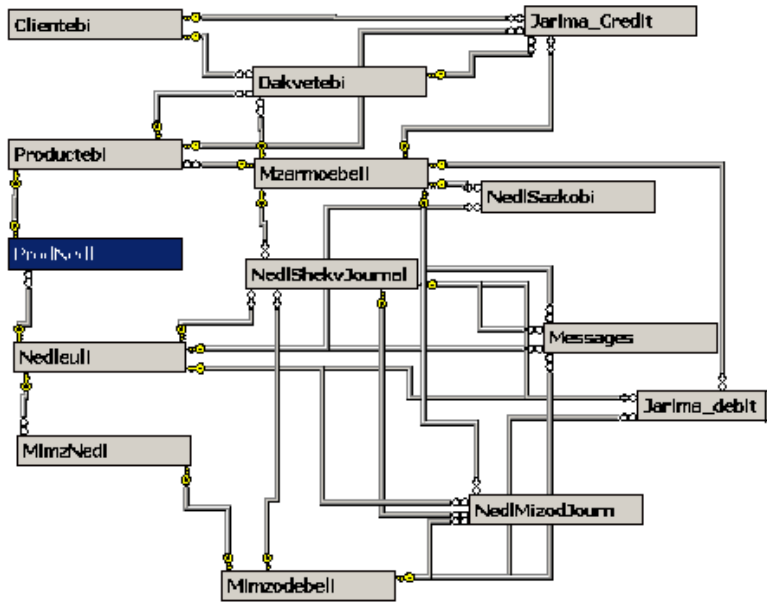 Clientebi
Jarima_Credit
Dakvetebi
Productebi
Mzarmoebeli
NedlSazkobi
ProdNedl
NedlShekvJournal
Messages
Nedleuli
Jarima_debit
MimzNedl
NedlMizodJourn
Mimzodebeli